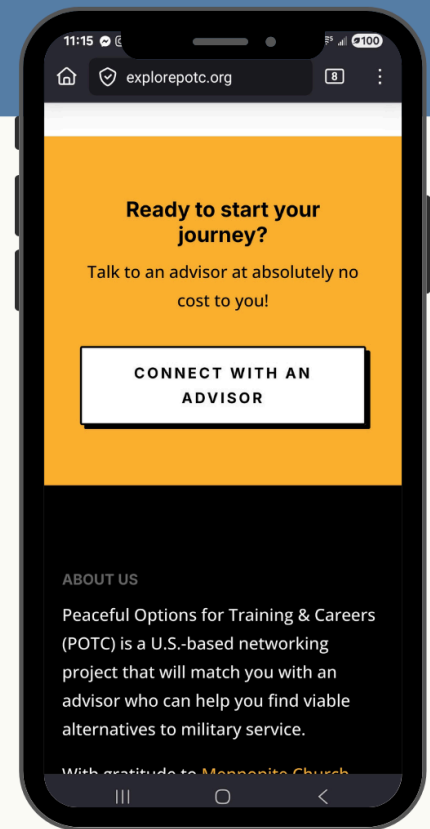 11:15
100
explorepotc.org
8
Ready to start your
journey?
Talk to an advisor at absolutely no
cost to you!
CONNECT WITH AN
ADVISOR
ABOUT US
Peaceful Options for Training & Careers
(POTC) is a U.S.-based networking
project that will match you with an
advisor who can help you find viable
alternatives to military service.
With gratitude to Mennonite Church